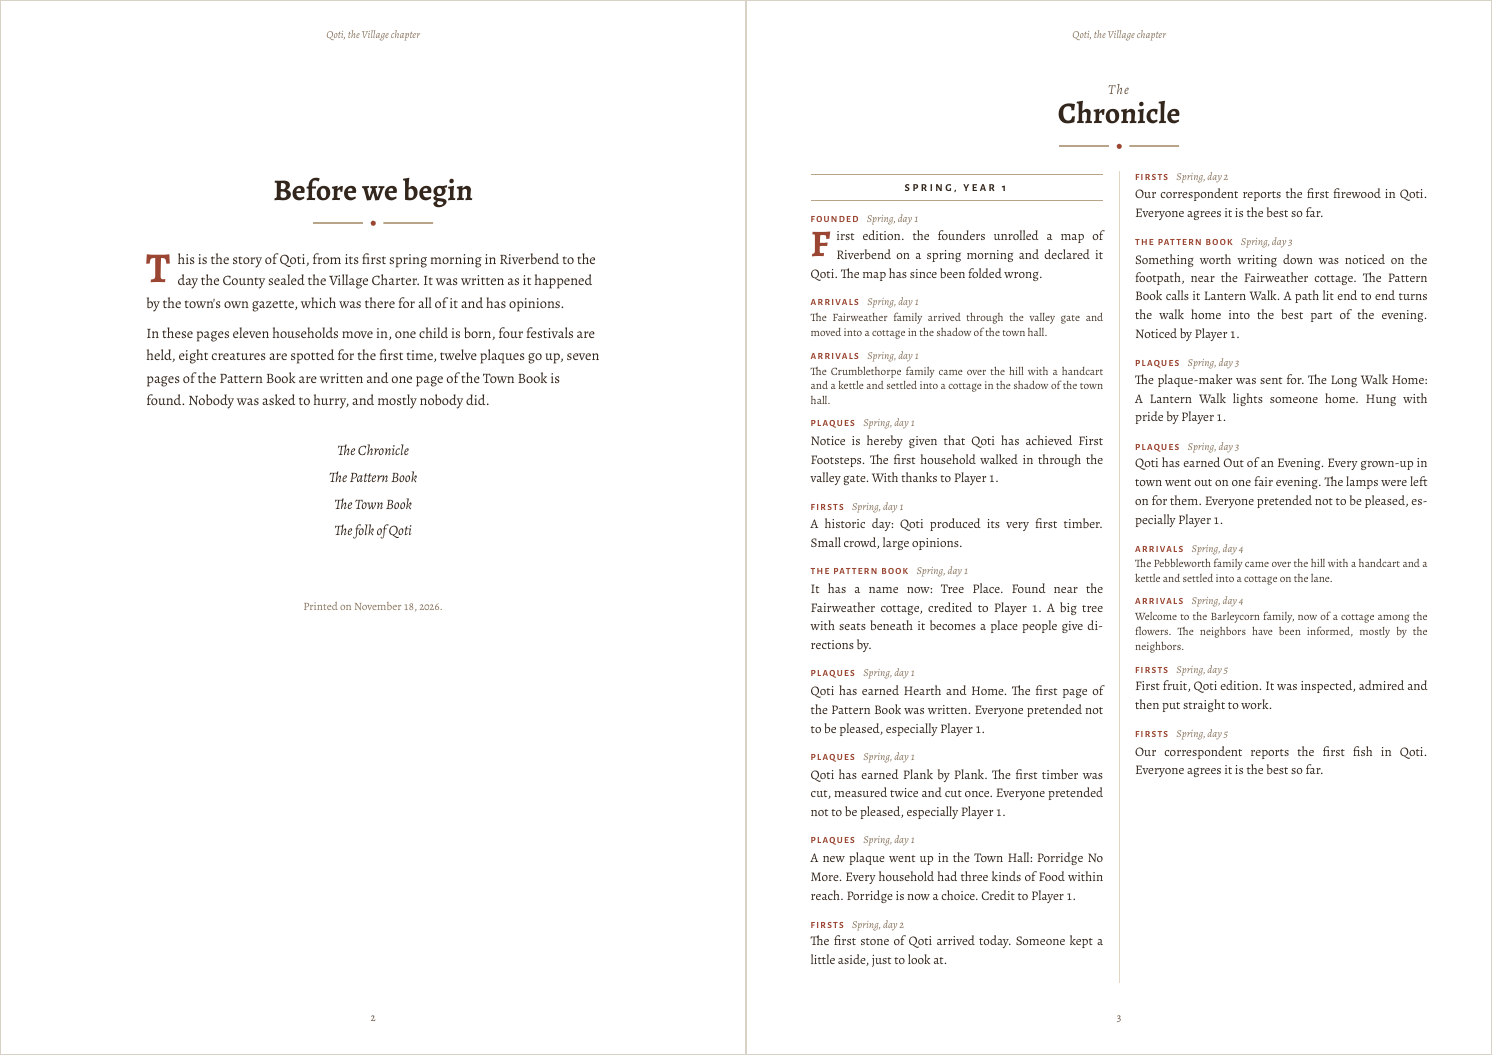 Qoti, the Village chapter
Before we begin
This is the story of Qoti, from its first spring morning in Riverbend to the
day the County sealed the Village Charter. It was written as it happened
by the town's own gazette, which was there for all of it and has opinions.
In these pages eleven households move in, one child is born, four festivals are
held, eight creatures are spotted for the first time, twelve plaques go up, seven
pages of the Pattern Book are written and one page of the Town Book is
found. Nobody was asked to hurry, and mostly nobody did.
The Chronicle
The Pattern Book
The Town Book
The folk of Qoti
Printed on November 18, 2026.
2
Qoti, the Village chapter
The
Chronicle
SPRING, YEAR 1
FOUNDED Spring, day 1
First edition. the founders unrolled a map of
Riverbend on a spring morning and declared it
Qoti. The map has since been folded wrong.
ARRIVALS Spring, day 1
The Fairweather family arrived through the valley gate and
moved into a cottage in the shadow of the town hall.
ARRIVALS Spring, day 1
The Crumblethorpe family came over the hill with a handcart
and a kettle and settled into a cottage in the shadow of the town
hall.
PLAQUES Spring, day 1
Notice is hereby given that Qoti has achieved First
Footsteps. The first household walked in through the
valley gate. With thanks to Player 1.
FIRSTS Spring, day 1
A historic day: Qoti produced its very first timber.
Small crowd, large opinions.
THE PATTERN BOOK Spring, day 1
It has a name now: Tree Place. Found near the
Fairweather cottage, credited to Player 1. A big tree
with seats beneath it becomes a place people give di-
rections by.
PLAQUES Spring, day 1
Qoti has earned Hearth and Home. The first page of
the Pattern Book was written. Everyone pretended not
to be pleased, especially Player 1.
PLAQUES Spring, day 1
Qoti has earned Plank by Plank. The first timber was
cut, measured twice and cut once. Everyone pretended
not to be pleased, especially Player 1.
PLAQUES Spring, day 1
A new plaque went up in the Town Hall: Porridge No
More. Every household had three kinds of Food within
reach. Porridge is now a choice. Credit to Player 1.
FIRSTS Spring, day 2
The first stone of Qoti arrived today. Someone kept a
little aside, just to look at.
FIRSTS Spring, day 2
Our correspondent reports the first firewood in Qoti.
Everyone agrees it is the best so far.
THE PATTERN BOOK Spring, day 3
Something worth writing down was noticed on the
footpath, near the Fairweather cottage. The Pattern
Book calls it Lantern Walk. A path lit end to end turns
the walk home into the best part of the evening.
Noticed by Player 1.
PLAQUES Spring, day 3
The plaque-maker was sent for. The Long Walk Home:
A Lantern Walk lights someone home. Hung with
pride by Player 1.
PLAQUES Spring, day 3
Qoti has earned Out of an Evening. Every grown-up in
town went out on one fair evening. The lamps were left
on for them. Everyone pretended not to be pleased, es-
pecially Player 1.
ARRIVALS Spring, day 4
The Pebbleworth family came over the hill with a handcart and a
kettle and settled into a cottage on the lane.
ARRIVALS Spring, day 4
Welcome to the Barleycorn family, now of a cottage among the
flowers. The neighbors have been informed, mostly by the
neighbors.
FIRSTS Spring, day 5
First fruit, Qoti edition. It was inspected, admired and
then put straight to work.
FIRSTS Spring, day 5
Our correspondent reports the first fish in Qoti.
Everyone agrees it is the best so far.
3